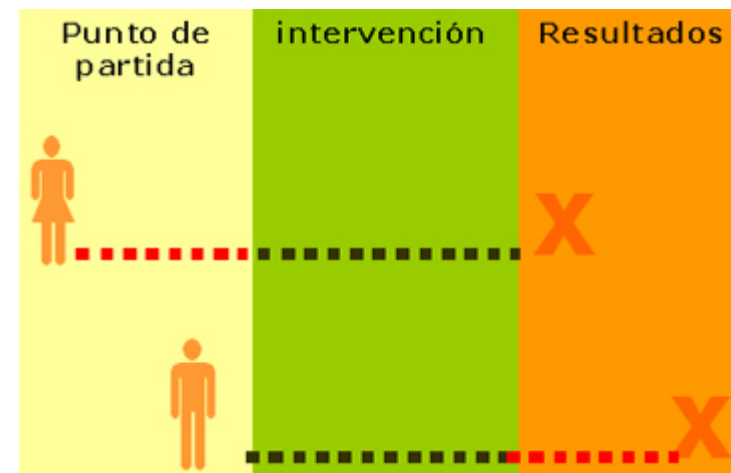 Punto de
partida
intervención
Resultados
X
X